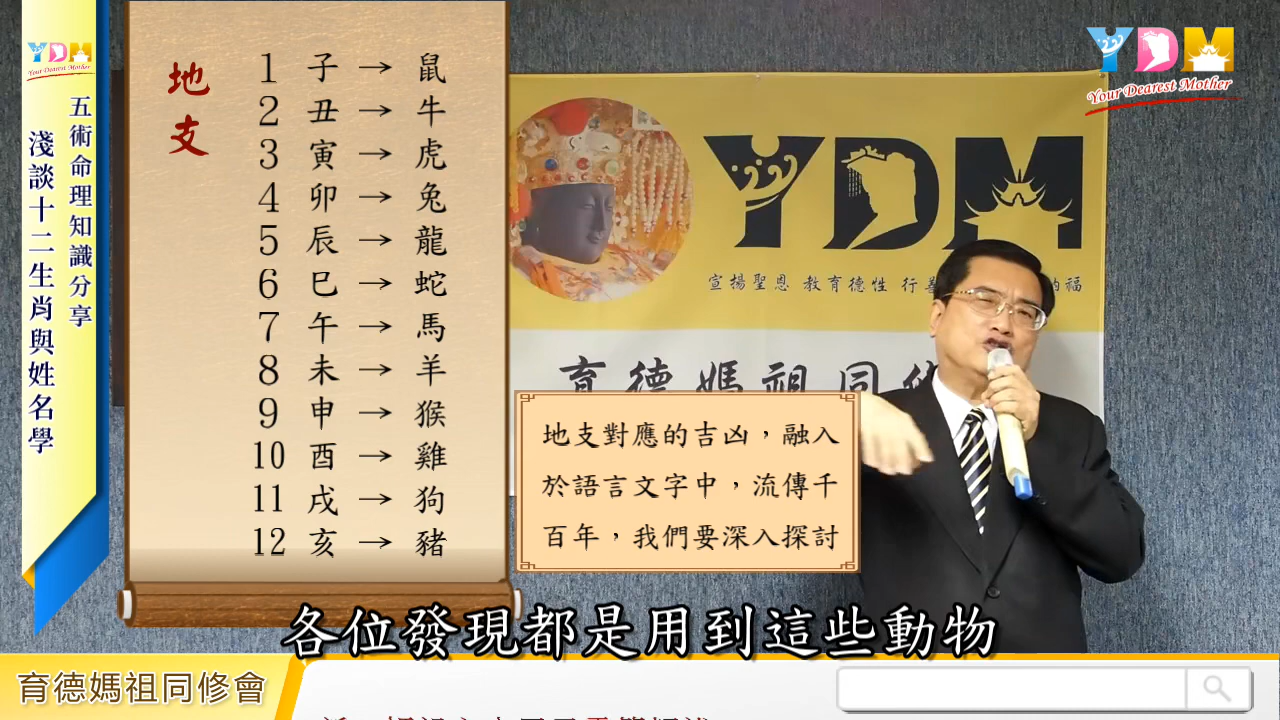 YDM
Your Dearest Mother
五術命理知識分享
淺談十二生肖與姓名學
地支
1 子 → 鼠
2 丑 → 牛
3 寅 → 虎
4 卯 → 兔
5 辰 → 龍
6 巳 → 蛇
7 午 → 馬
8 未 → 羊
9 申 → 猴
10 酉 → 雞
11 戌 → 狗
12 亥 → 豬
YDM
Your Dearest Mother
YDM
宣揚聖恩 教育德性 行善 納福
育德媽祖同修
地支對應的吉凶，融入
於語言文字中，流傳千
百年，我們要深入探討
各位發現都是用到這些動物
育德媽祖同修會